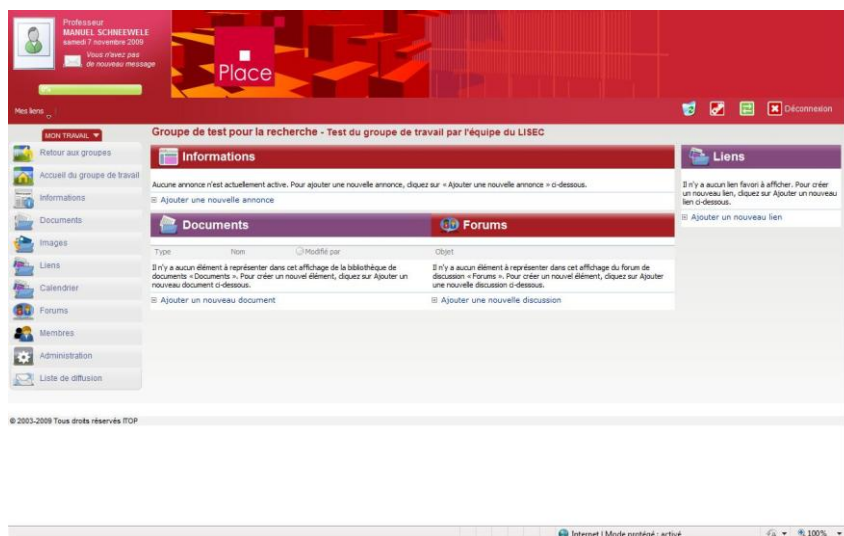 Professeur
MANUEL SCHNEEWELE
samedi 7 novembre 2009
Vous n'avez pas
de nouveau message
Place
Mes liens
Déconnexion
MON TRAVAIL
Groupe de test pour la recherche - Test du groupe de travail par l'équipe du LISEC
Retour aux groupes
Accueil du groupe de travail
Informations
Documents
Images
Liens
Calendrier
Forums
Membres
Administration
Liste de diffusion
Informations
Aucune annonce n'est actuellement active. Pour ajouter une nouvelle annonce, cliquez sur « Ajouter une nouvelle annonce » ci-dessous.
Ajouter une nouvelle annonce
Documents
Type Nom Modifié par
Il n'y a aucun élément à représenter dans cet affichage de la bibliothèque de
documents « Documents ». Pour créer un nouvel élément, cliquez sur Ajouter un
nouveau document ci-dessous.
Ajouter un nouveau document
Forums
Objet
Il n'y a aucun élément à représenter dans cet affichage du forum de
discussion « Forums ». Pour créer un nouvel élément, cliquez sur Ajouter
une nouvelle discussion ci-dessous.
Ajouter une nouvelle discussion
Liens
Il n'y a aucun lien favori à afficher. Pour créer
un nouveau lien, cliquez sur Ajouter un nouveau
lien ci-dessous.
Ajouter un nouveau lien
© 2003-2009 Tous droits réservés ITOP
Internet | Mode protégé : activé
100%